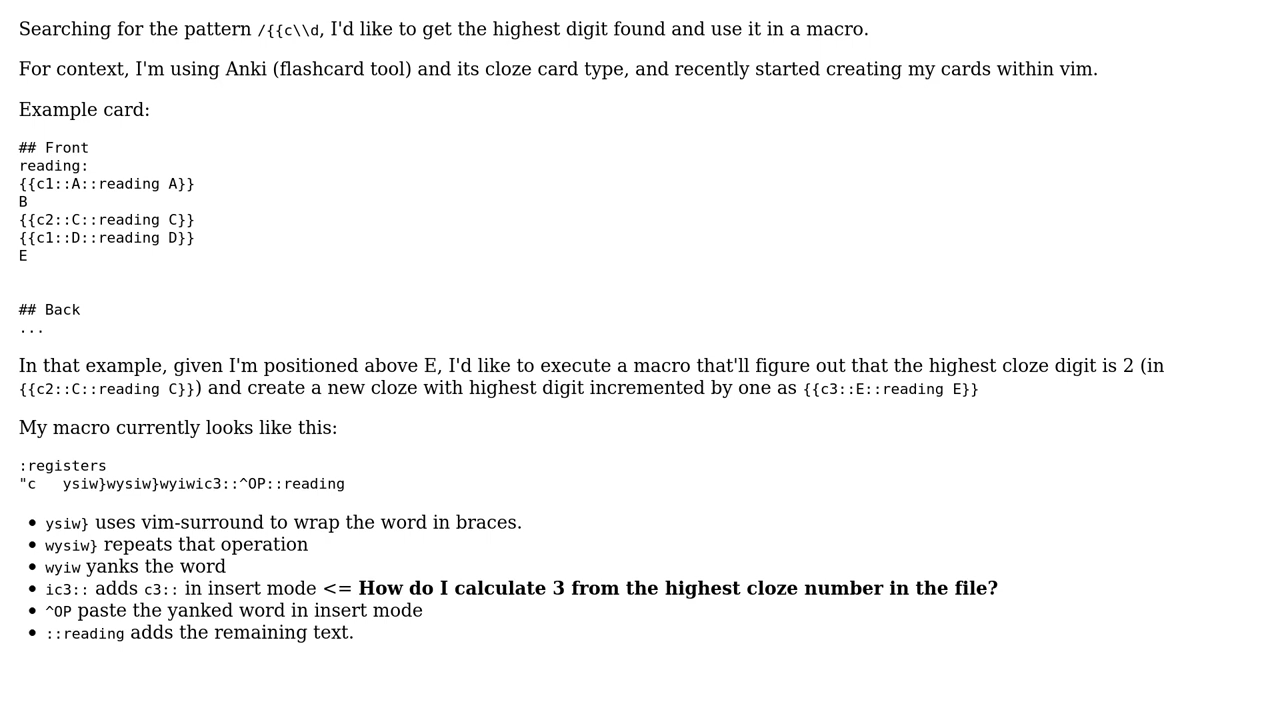 Searching for the pattern /{{c\\d, I'd like to get the highest digit found and use it in a macro.
For context, I'm using Anki (flashcard tool) and its cloze card type, and recently started creating my cards within vim.
Example card:
## Front
reading:
{{c1::A::reading A}}
B
{{c2::C::reading C}}
{{c1::D::reading D}}
E
## Back
...
In that example, given I'm positioned above E, I'd like to execute a macro that'll figure out that the highest cloze digit is 2 (in
{{c2::C::reading C}}) and create a new cloze with highest digit incremented by one as {{c3::E::reading E}}
My macro currently looks like this:
:registers
"c   ysiw}wysiw}wyiwic3::^OP::reading
• ysiw} uses vim-surround to wrap the word in braces.
• wysiw} repeats that operation
• wyiw yanks the word
• ic3:: adds c3:: in insert mode <= How do I calculate 3 from the highest cloze number in the file?
• ^OP paste the yanked word in insert mode
• ::reading adds the remaining text.